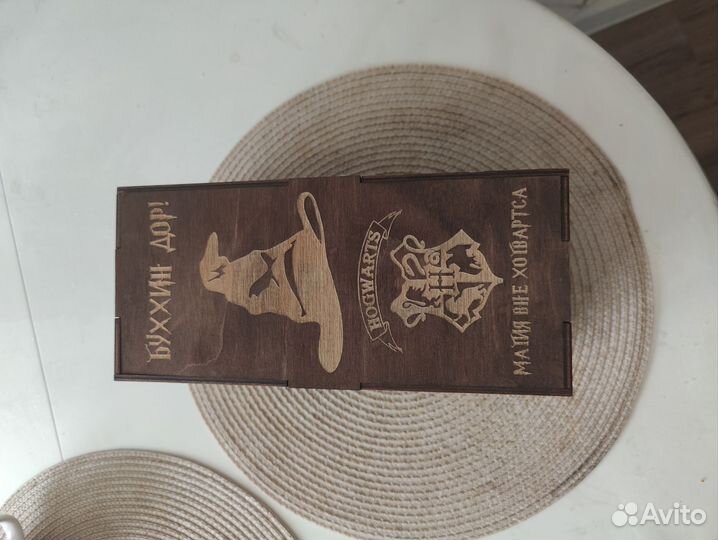 БУХХИН ДОР!
HOGWARTS
МАГИЯ ВНЕ ХОГВАРТСА
Avito